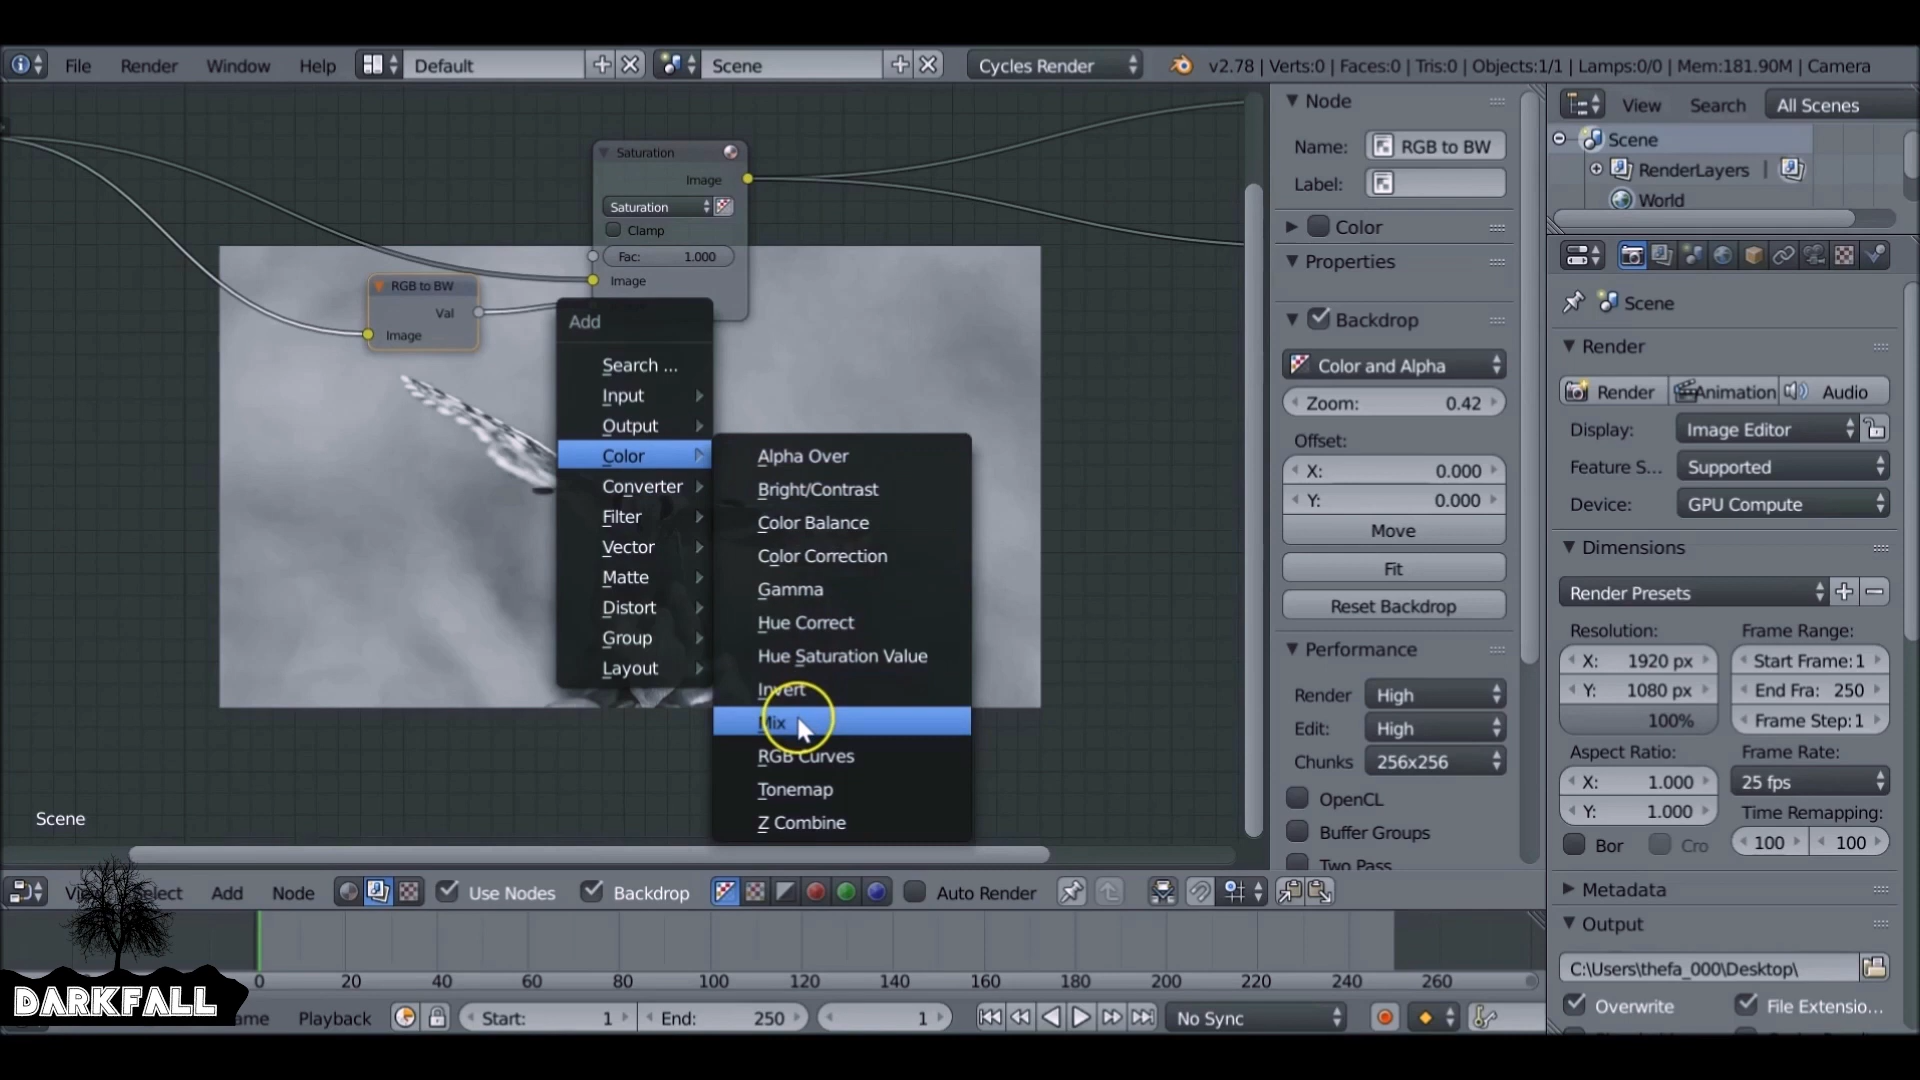 File Render Window Help Default Scene Cycles Render v2.78 | Verts:0 | Faces:0 | Tris:0 | Objects:1/1 | Lamps:0/0 | Mem:181.90M | Camera
Saturation
Image
Saturation
Clamp
Fac: 1.000
Image
RGB to BW
Val
Image
Add
Search ...
Input
Output
Color
Converter
Filter
Vector
Matte
Distort
Group
Layout
Alpha Over
Bright/Contrast
Color Balance
Color Correction
Gamma
Hue Correct
Hue Saturation Value
Invert
Mix
RGB Curves
Tonemap
Z Combine
Scene
Node
Name: RGB to BW
Label:
Color
Properties
Backdrop
Color and Alpha
Zoom: 0.42
Offset:
X: 0.000
Y: 0.000
Move
Fit
Reset Backdrop
Performance
Render High
Edit: High
Chunks 256x256
OpenCL
Buffer Groups
Two Pass
View Search All Scenes
Scene
RenderLayers |
World
Scene
Render
Render Animation Audio
Display: Image Editor
Feature S... Supported
Device: GPU Compute
Dimensions
Render Presets
Resolution: Frame Range:
X: 1920 px Start Frame:1
Y: 1080 px End Fra: 250
100% Frame Step:1
Aspect Ratio: Frame Rate:
X: 1.000 25 fps
Y: 1.000 Time Remapping:
Bor Cro 100 100
Metadata
Output
C:\Users\thefa_000\Desktop\
Overwrite File Extensio...
Add Node Use Nodes Backdrop Auto Render
0 20 40 60 80 100 120 140 160 180 200 220 240 260
DARKFALL
Playback Start: 1 End: 250 1 No Sync